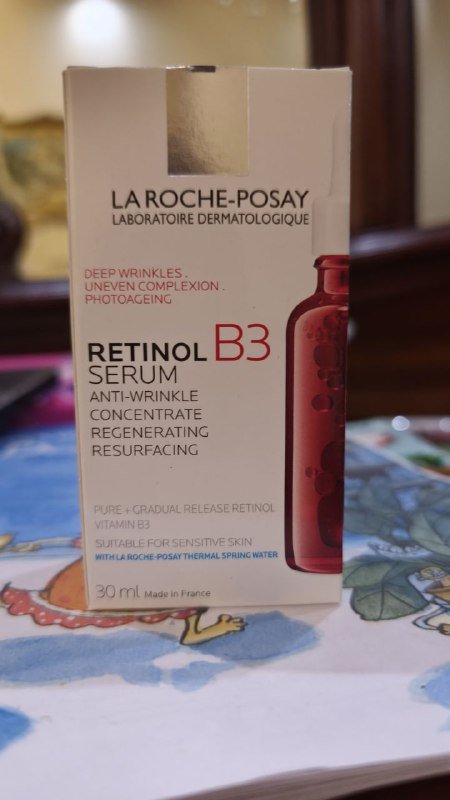 LA ROCHE-POSAY
LABORATOIRE DERMATOLOGIQUE
DEEP WRINKLES.
UNEVEN COMPLEXION.
PHOTOAGEING
RETINOL B3
SERUM
ANTI-WRINKLE
CONCENTRATE
REGENERATING
RESURFACING
PURE + GRADUAL RELEASE RETINOL
VITAMIN B3
SUITABLE FOR SENSITIVE SKIN
WITH LA ROCHE-POSAY THERMAL SPRING WATER
30 ml Made in France